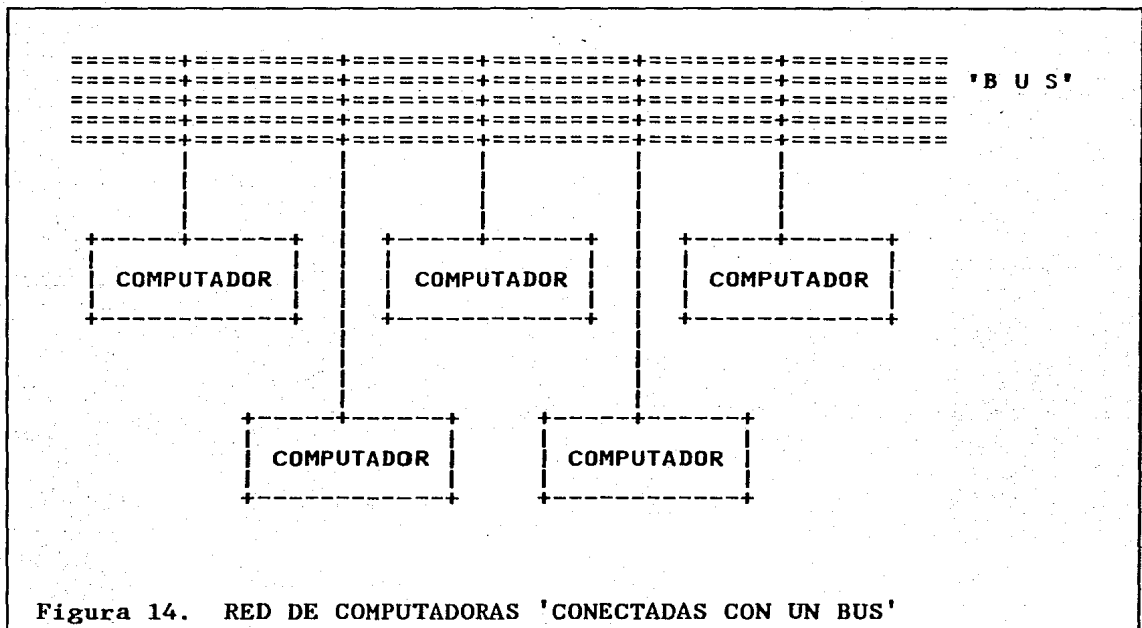 'B U S'
COMPUTADOR COMPUTADOR COMPUTADOR
COMPUTADOR COMPUTADOR
Figura 14. RED DE COMPUTADORAS 'CONECTADAS CON UN BUS'